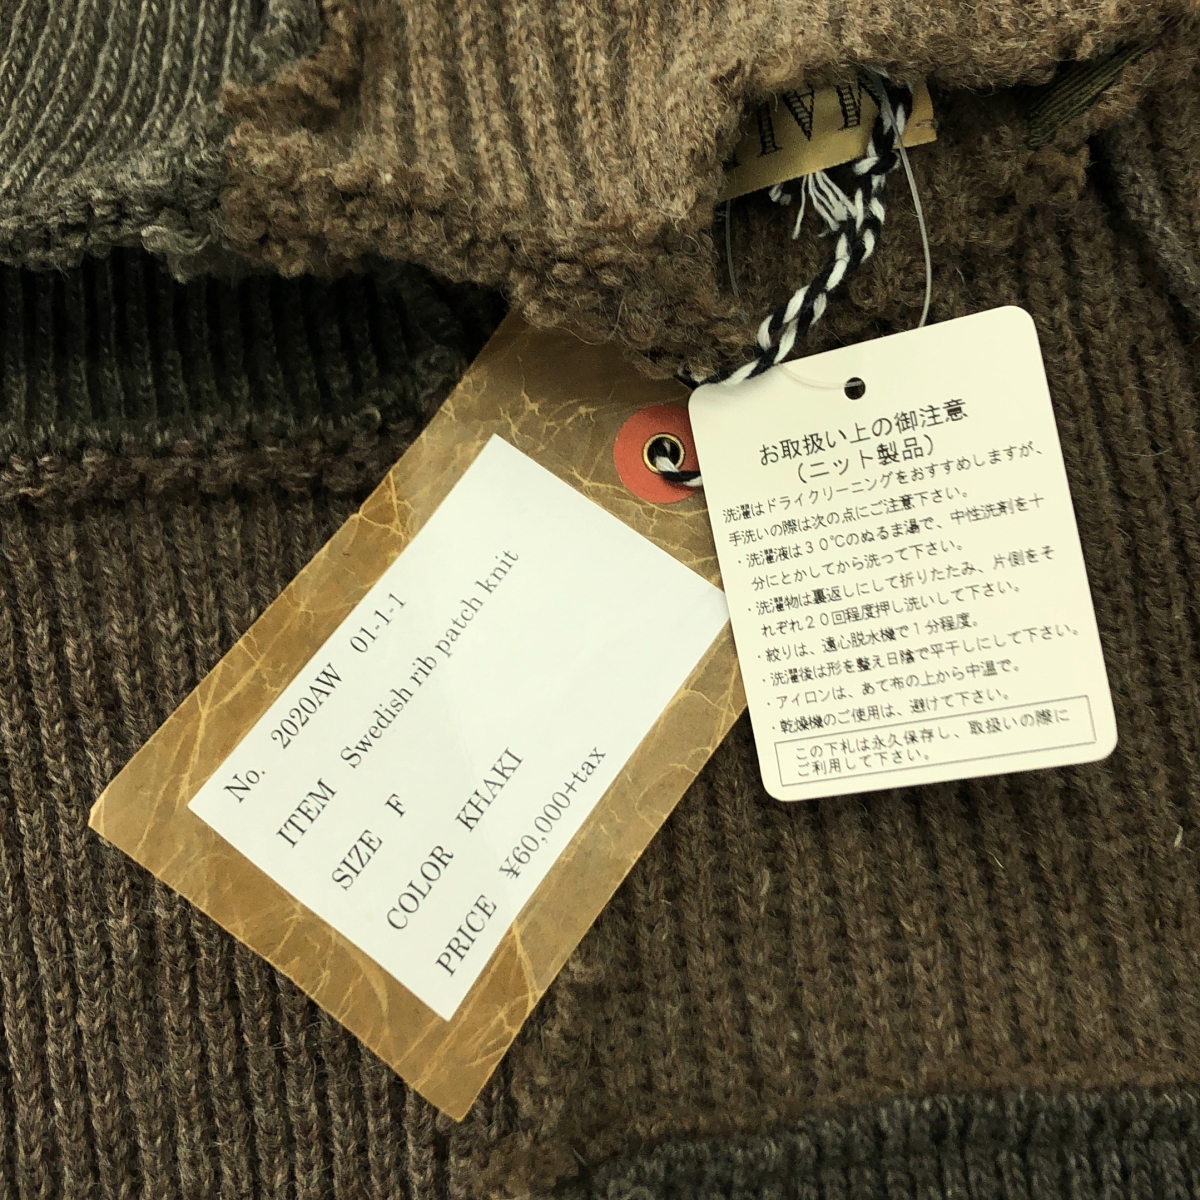 No. 2020AW 01-1-1
ITEM Swedish rib patch knit
SIZE F
COLOR KHAKI
PRICE ¥60,000+tax
お取扱い上の御注意
(ニット製品)
洗濯はドライクリーニングをおすすめしますが、
手洗いの際は次の点にご注意下さい。
・洗濯液は30℃のぬるま湯で、中性洗剤を十
分にとかしてから洗って下さい。
・洗濯物は裏返しにして折りたたみ、片側をそ
れぞれ20回程度押し洗いして下さい。
・絞りは、遠心脱水機で1分程度。
・洗濯後は形を整え日陰で平干しにして下さい。
・アイロンは、あて布の上から中温で。
・乾燥機のご使用は、避けて下さい。
この下札は永久保存し、取扱いの際に
ご利用して下さい。